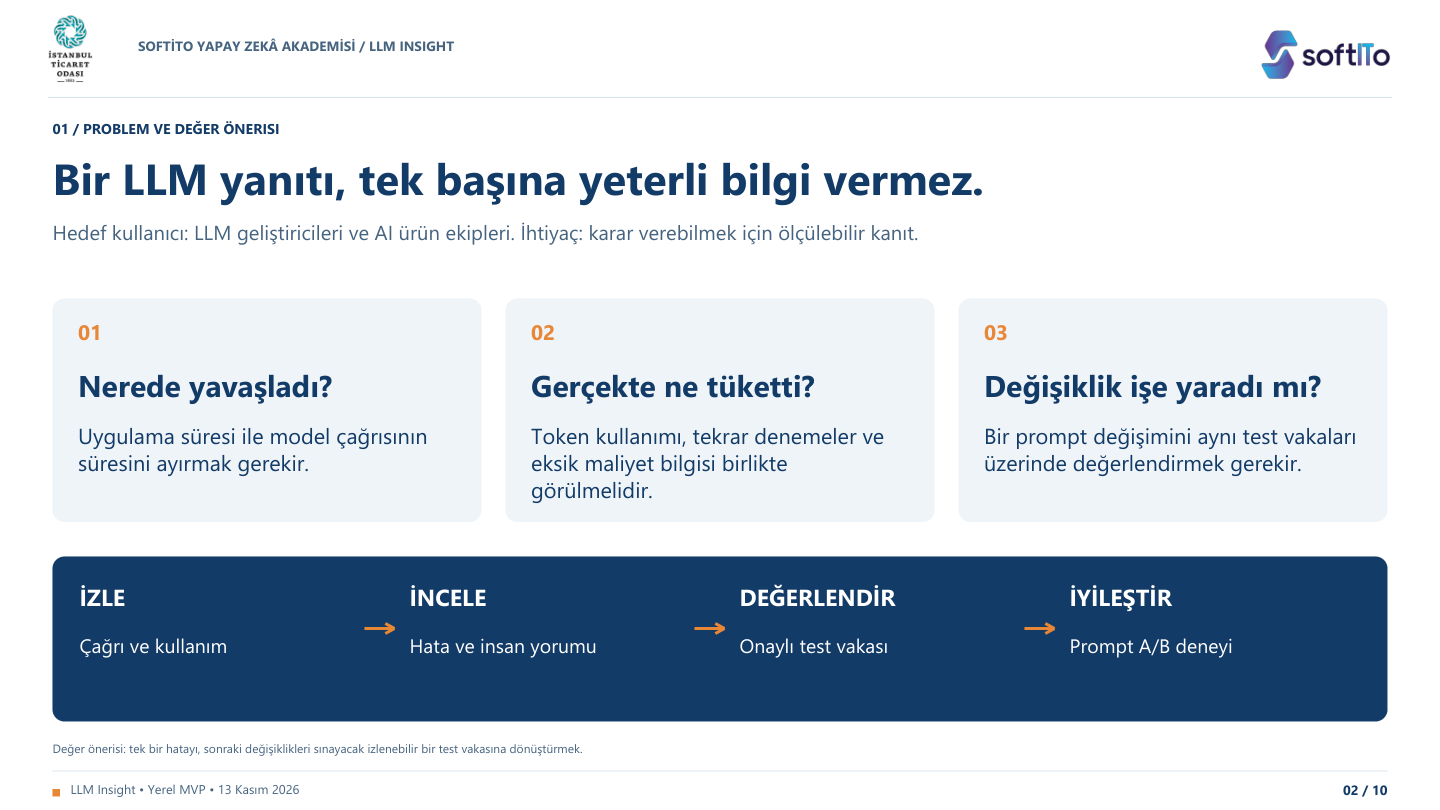 İSTANBUL
TİCARET
ODASI
SOFTİTO YAPAY ZEKÂ AKADEMİSİ / LLM INSIGHT
softITo
01 / PROBLEM VE DEĞER ÖNERISI
Bir LLM yanıtı, tek başına yeterli bilgi vermez.
Hedef kullanıcı: LLM geliştiricileri ve AI ürün ekipleri. İhtiyaç: karar verebilmek için ölçülebilir kanıt.
01
Nerede yavaşladı?
Uygulama süresi ile model çağrısının
süresini ayırmak gerekir.
02
Gerçekte ne tüketti?
Token kullanımı, tekrar denemeler ve
eksik maliyet bilgisi birlikte
görülmelidir.
03
Değişiklik işe yaradı mı?
Bir prompt değişimini aynı test vakaları
üzerinde değerlendirmek gerekir.
İZLE
Çağrı ve kullanım
→
İNCELE
Hata ve insan yorumu
→
DEĞERLENDİR
Onaylı test vakası
→
İYİLEŞTİR
Prompt A/B deneyi
Değer önerisi: tek bir hatayı, sonraki değişiklikleri sınayacak izlenebilir bir test vakasına dönüştürmek.
LLM Insight • Yerel MVP • 13 Kasım 2026
02 / 10